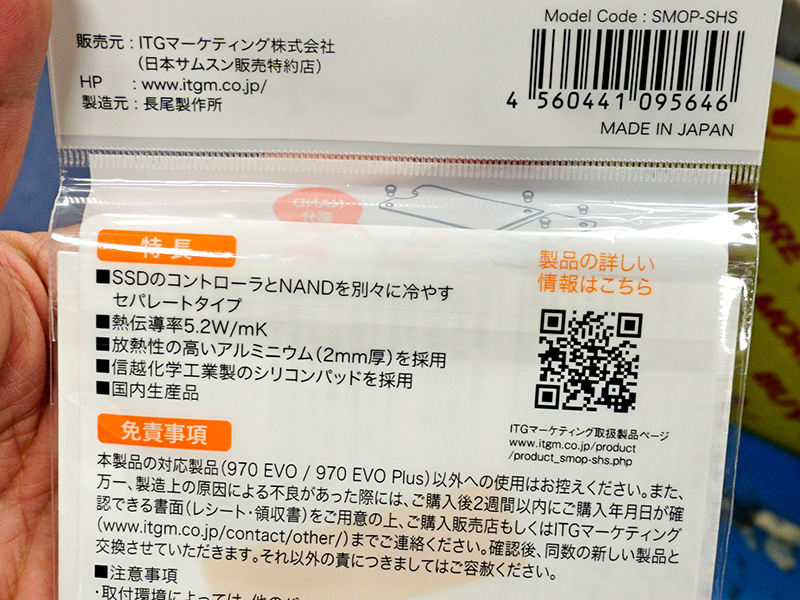 Model Code : SMOP-SHS
販売元 : ITGマーケティング株式会社
（日本サムスン販売特約店）
HP : www.itgm.co.jp/
製造元 : 長尾製作所
4 560441 095646
MADE IN JAPAN
NAND
特長
■SSDのコントローラとNANDを別々に冷やす
セパレートタイプ
■熱伝導率5.2W/mK
■放熱性の高いアルミニウム（2mm厚）を採用
■信越化学工業製のシリコンパッドを採用
■国内生産品
製品の詳しい
情報はこちら
ITGマーケティング取扱製品ページ
www.itgm.co.jp/product
/product_smop-shs.php
免責事項
本製品の対応製品（970 EVO / 970 EVO Plus）以外への使用はお控えください。また、
万一、製造上の原因による不良があった際には、ご購入後2週間以内にご購入年月日が確
認できる書面（レシート・領収書）をご用意の上、ご購入販売店もしくはITGマーケティング
(www.itgm.co.jp/contact/other/)までご連絡ください。確認後、同数の新しい製品と
交換させていただきます。それ以外の責につきましてはご容赦ください。
■注意事項
・取付環境によっては、他の
MORE
MORE
BUY